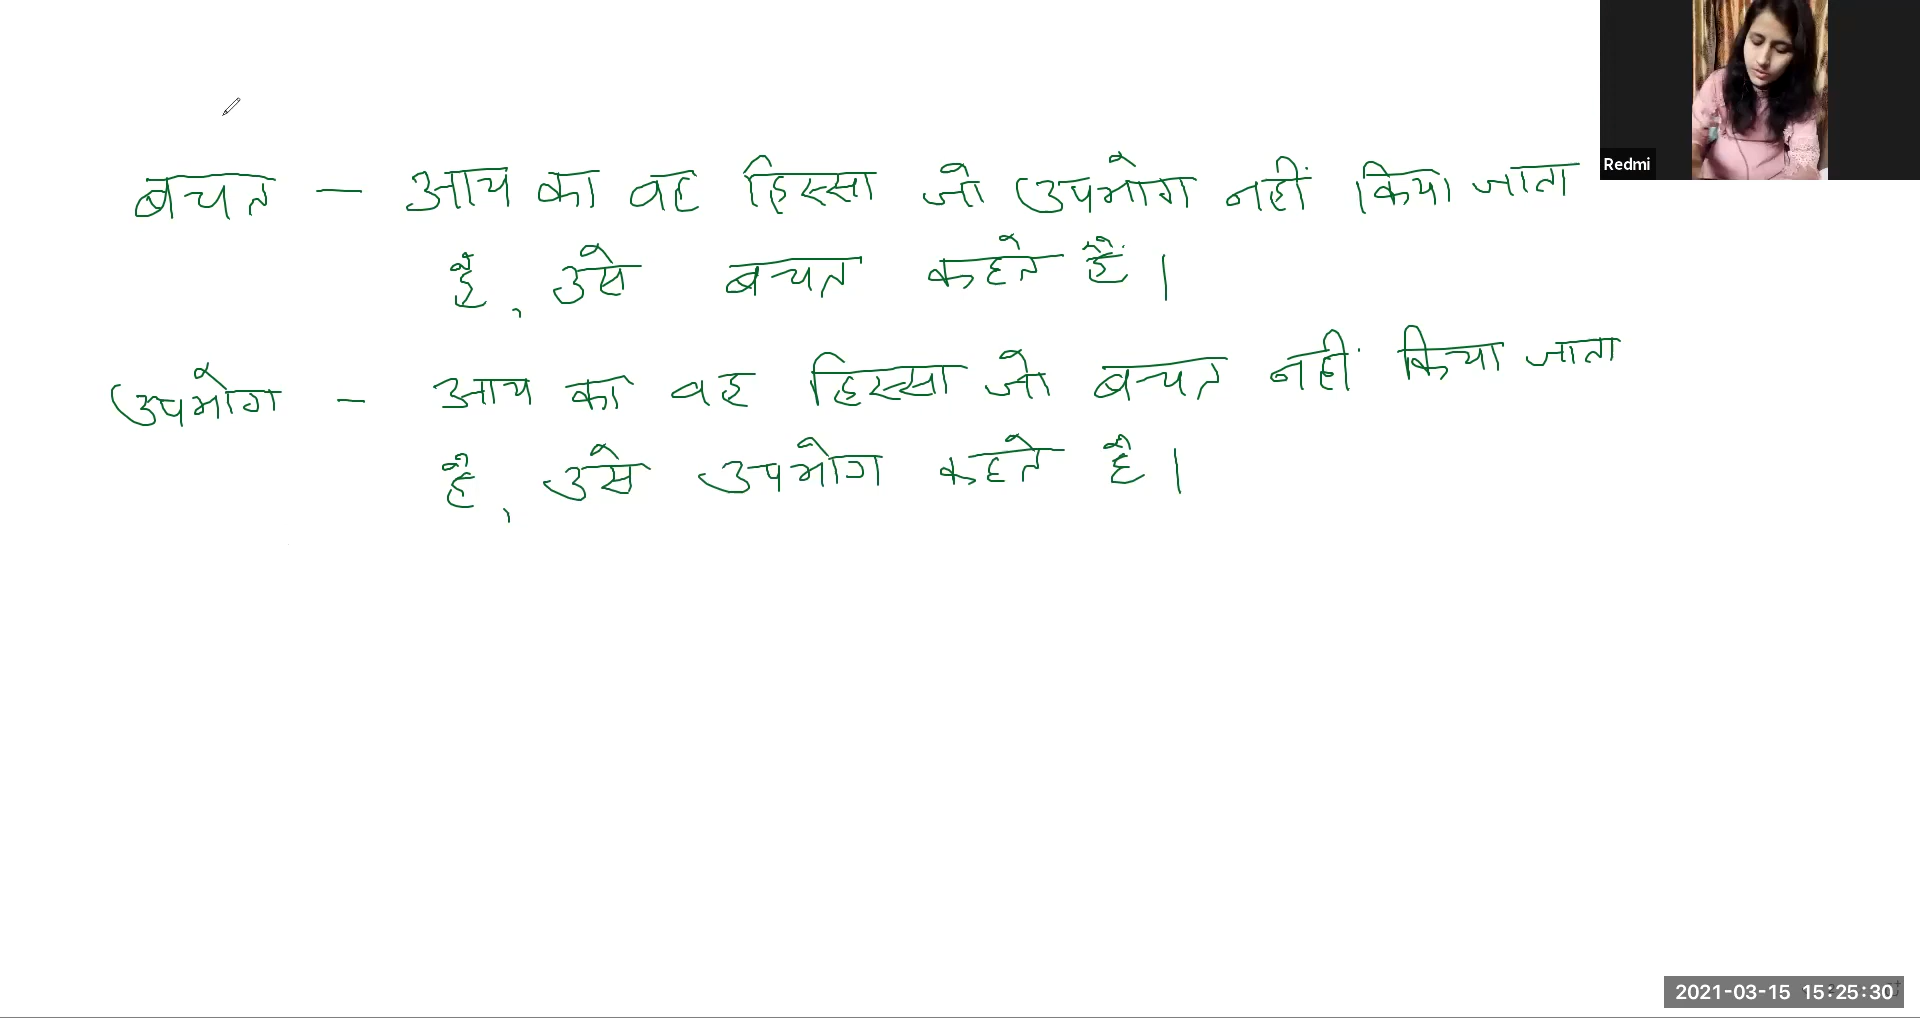 बचत - आय का वह हिस्सा जो उपभोग नहीं किया जाता
है, उसे बचत कहते हैं।
उपभोग - आय का वह हिस्सा जो बचत नहीं किया जाता
है, उसे उपभोग कहते है।
Redmi
2021-03-15 15:25:30